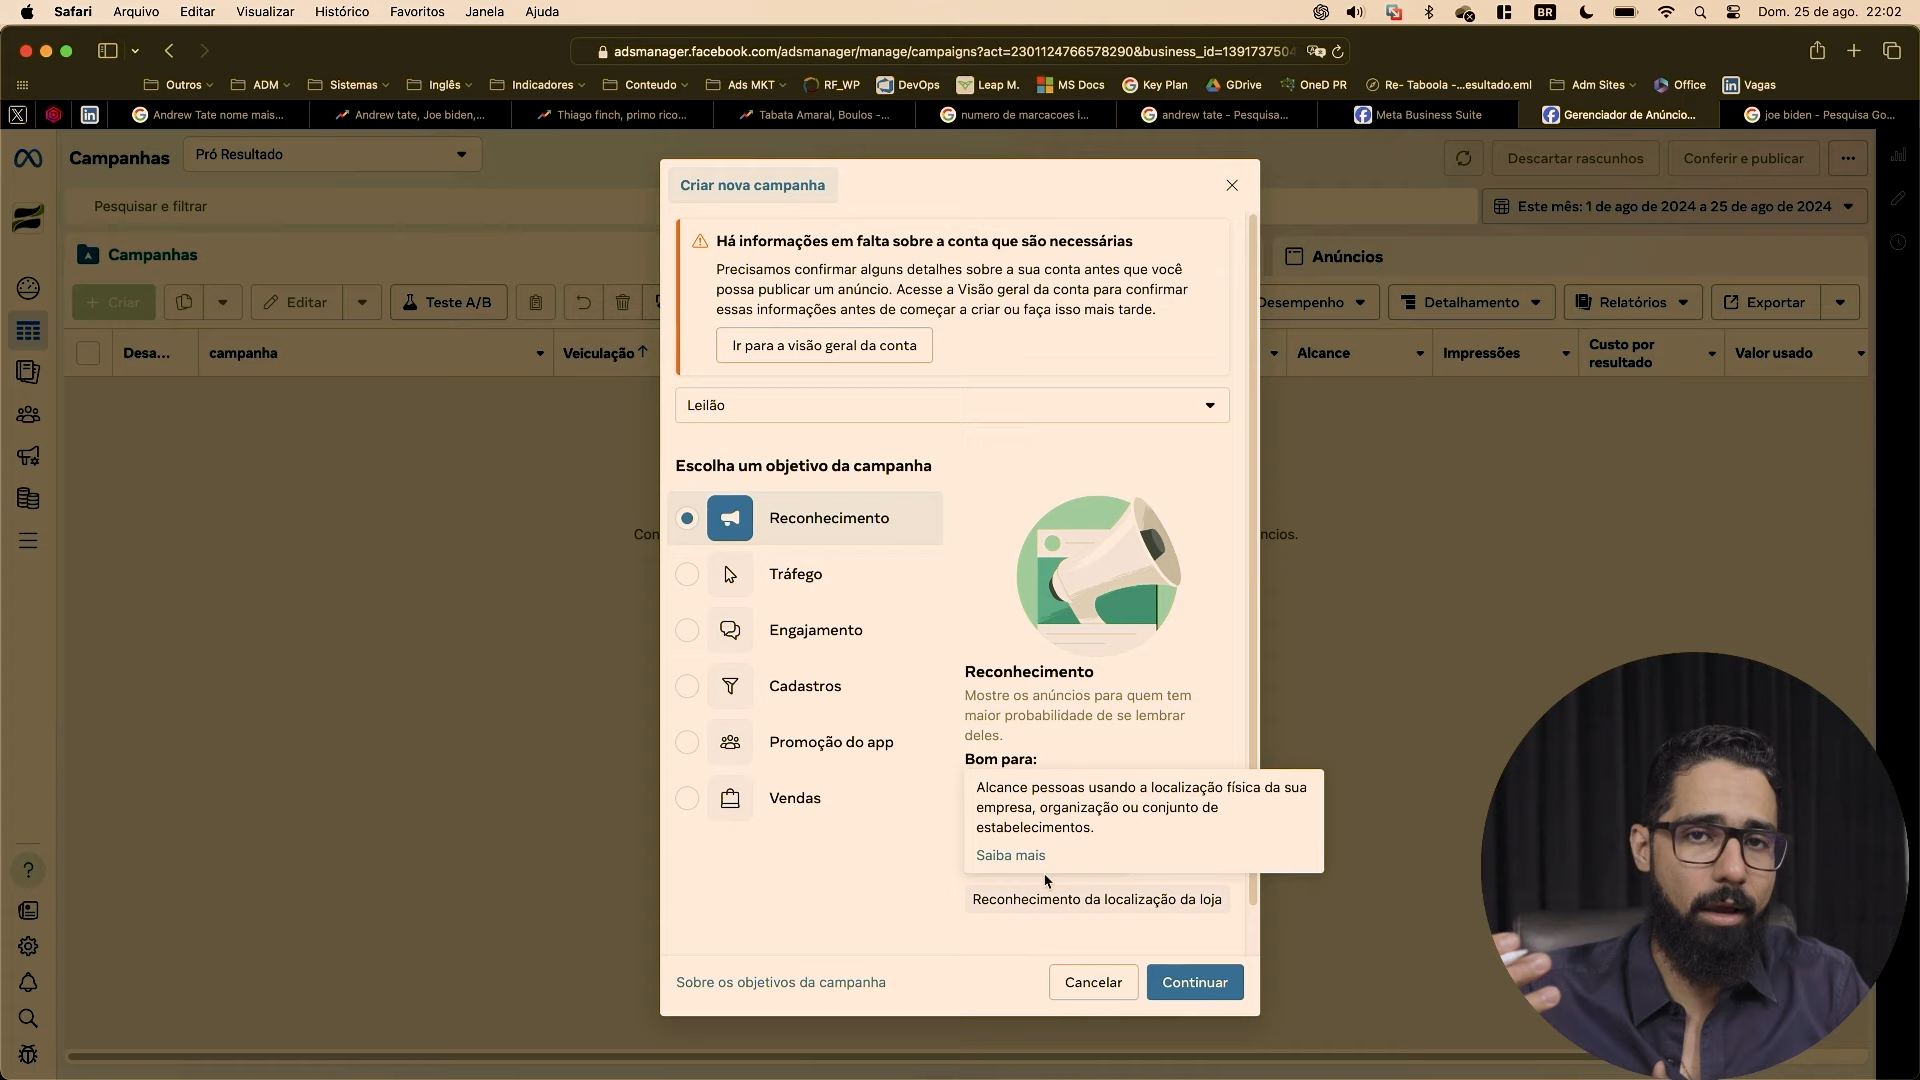 Safari Arquivo Editar Visualizar Histórico Favoritos Janela Ajuda BR Dom. 25 de ago. 22:02
adsmanager.facebook.com/adsmanager/manage/campaigns?act=2301124766578290&business_id=1391737504
Outros ADM Sistemas Inglês Indicadores Conteudo Ads MKT RF_WP DevOps Leap M. MS Docs Key Plan GDrive OneD PR Re- Taboola -...esultado.eml Adm Sites Office Vagas
Andrew Tate nome mais... Andrew tate, Joe biden,... Thiago finch, primo rico... Tabata Amaral, Boulos -... numero de marcacoes i... andrew tate - Pesquisa... Meta Business Suite Gerenciador de Anúncio... joe biden - Pesquisa Go...
Campanhas Pró Resultado Descartar rascunhos Conferir e publicar
Pesquisar e filtrar Este mês: 1 de ago de 2024 a 25 de ago de 2024
Campanhas Anúncios
+ Criar Editar Teste A/B Desempenho Detalhamento Relatórios Exportar
Desa... campanha Veiculação Alcance Impressões Custo por resultado Valor usado
Con ncios.
Criar nova campanha
Há informações em falta sobre a conta que são necessárias
Precisamos confirmar alguns detalhes sobre a sua conta antes que você
possa publicar um anúncio. Acesse a Visão geral da conta para confirmar
essas informações antes de começar a criar ou faça isso mais tarde.
Ir para a visão geral da conta
Leilão
Escolha um objetivo da campanha
Reconhecimento
Tráfego
Engajamento
Cadastros
Promoção do app
Vendas
Reconhecimento
Mostre os anúncios para quem tem
maior probabilidade de se lembrar
deles.
Bom para:
Alcance pessoas usando a localização física da sua
empresa, organização ou conjunto de
estabelecimentos.
Saiba mais
Reconhecimento da localização da loja
Sobre os objetivos da campanha Cancelar Continuar